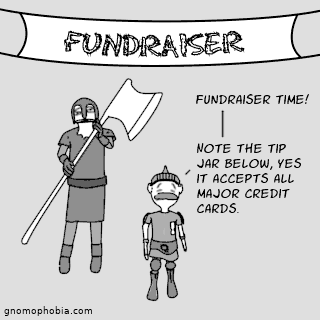 FUNDRAISER
FUNDRAISER TIME!
NOTE THE TIP
JAR BELOW, YES
IT ACCEPTS ALL
MAJOR CREDIT
CARDS.
gnomophobia.com